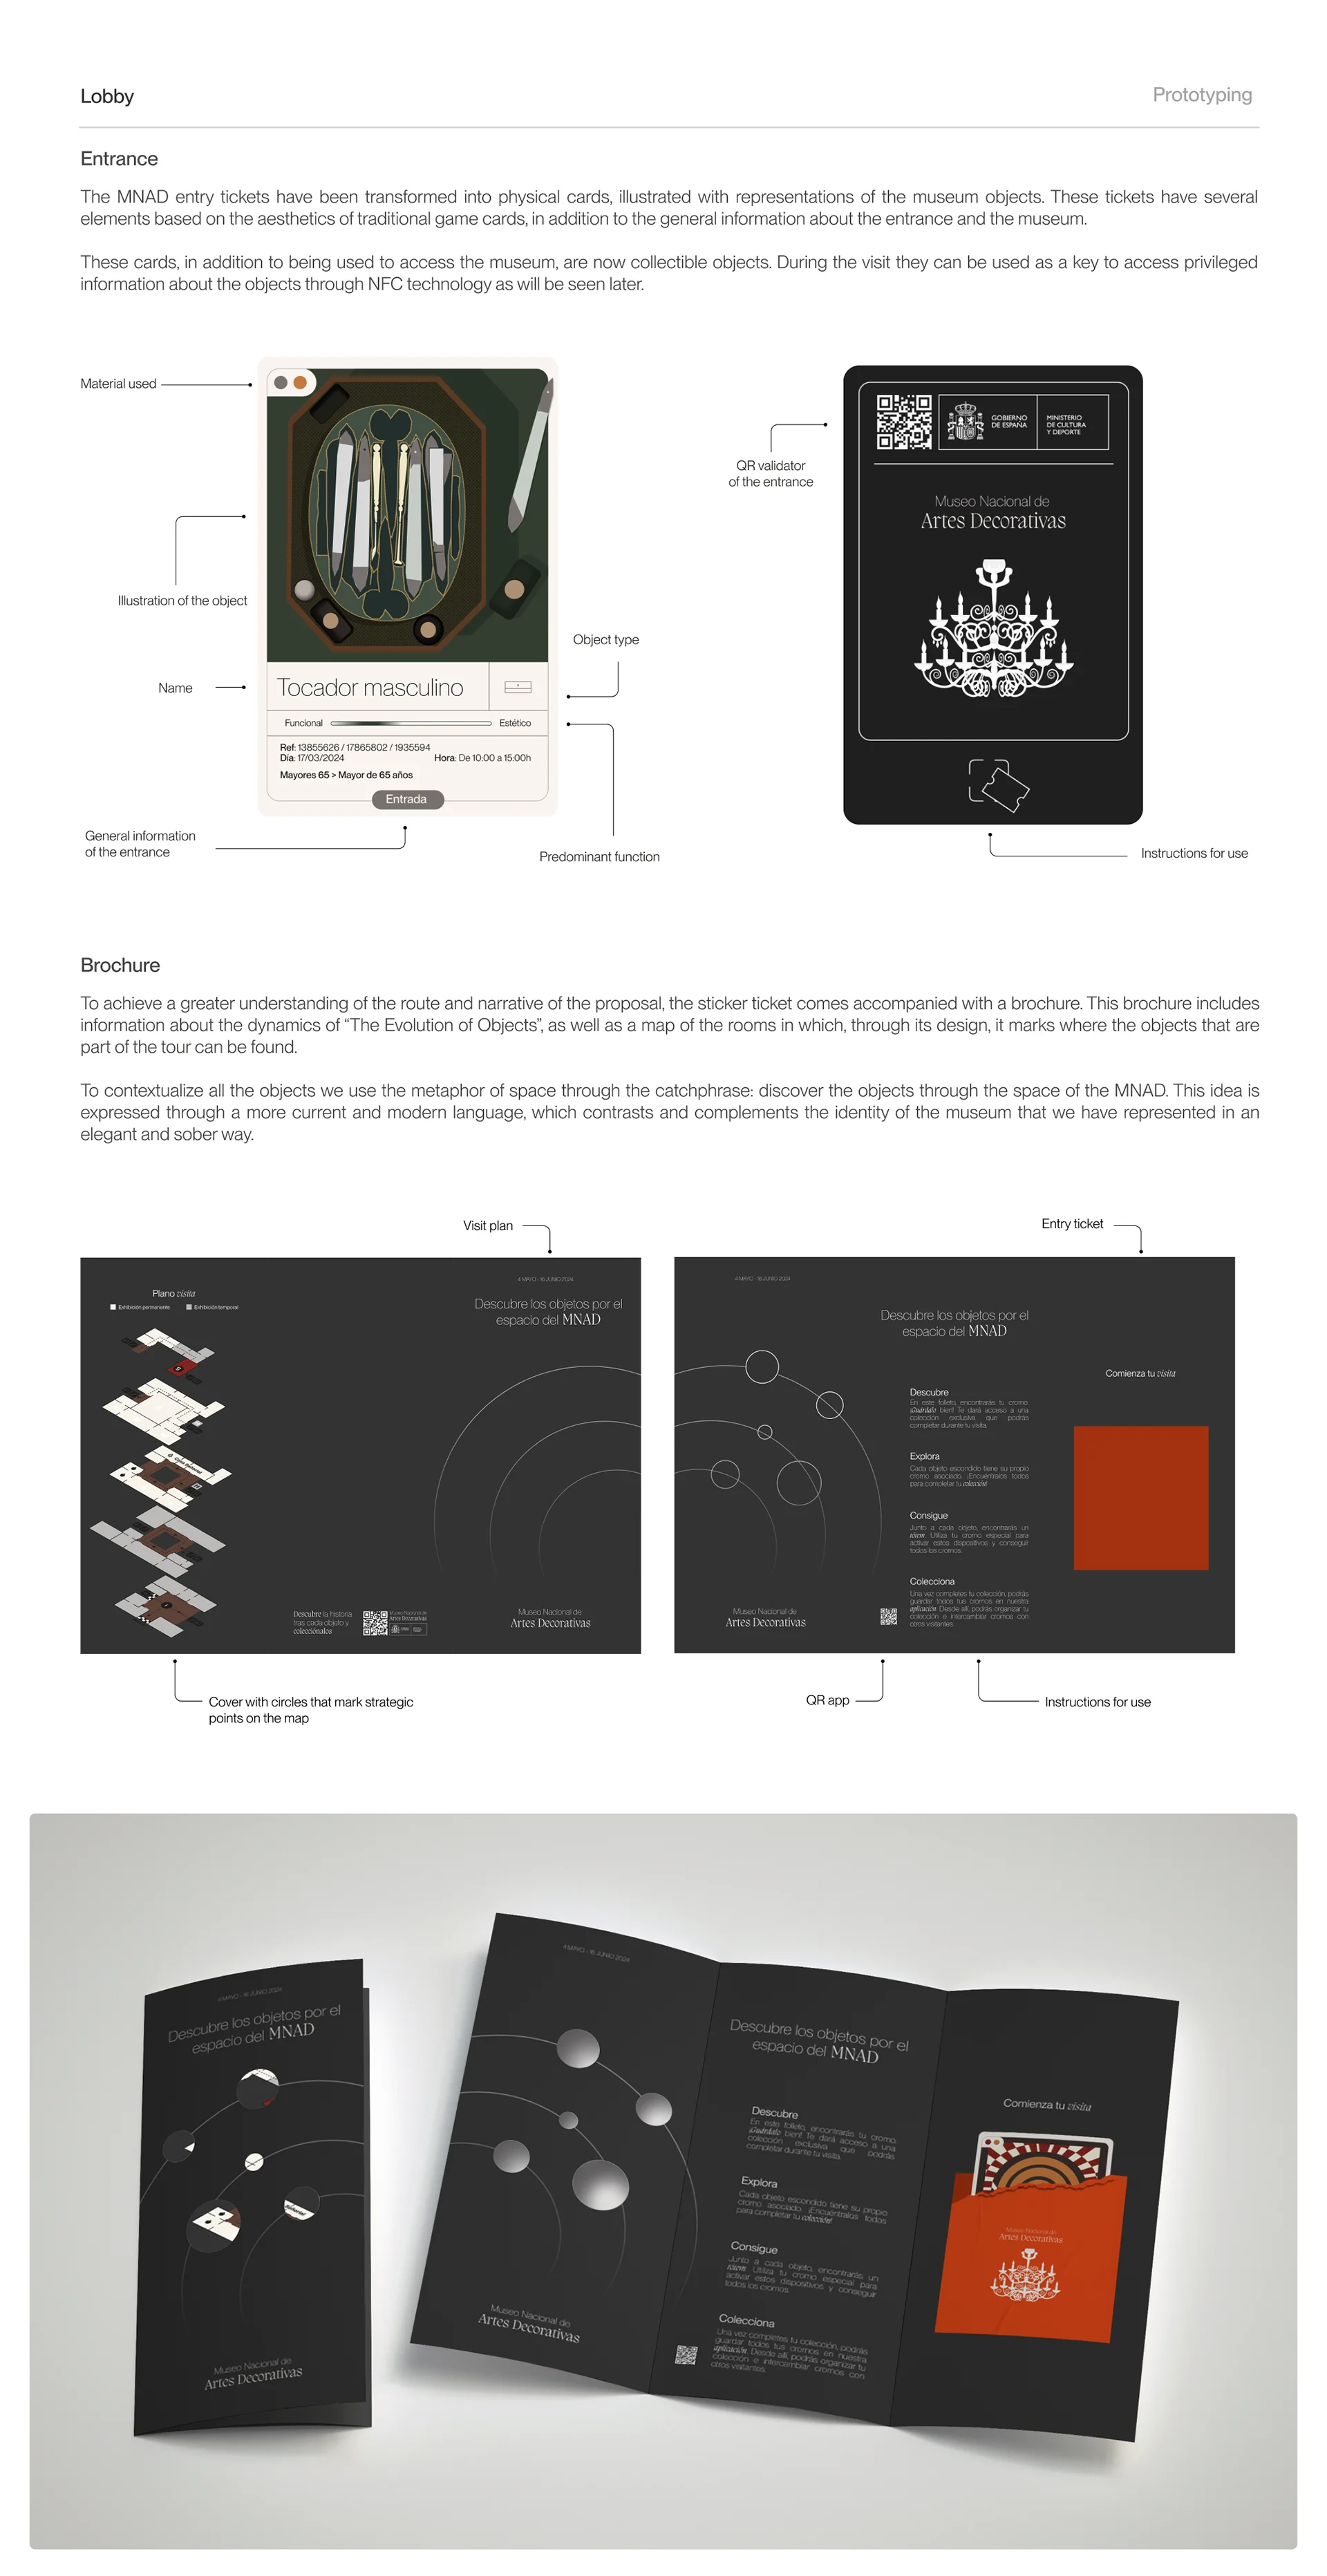 Lobby
Prototyping
Entrance
The MNAD entry tickets have been transformed into physical cards, illustrated with representations of the museum objects. These tickets have several
elements based on the aesthetics of traditional game cards, in addition to the general information about the entrance and the museum.
These cards, in addition to being used to access the museum, are now collectible objects. During the visit they can be used as a key to access privileged
information about the objects through NFC technology as will be seen later.
Material used
Illustration of the object
Name
General information
of the entrance
Tocador masculino
Funcional
Estético
Ref: 13855626 / 17865802 / 1935594
Día: 17/03/2024
Hora: De 10:00 a 15:00h
Mayores 65 > Mayor de 65 años
Entrada
Object type
Predominant function
QR validator
of the entrance
GOBIERNO
DE ESPAÑA
MINISTERIO
DE CULTURA
Y DEPORTE
Museo Nacional de
Artes Decorativas
Instructions for use
Brochure
To achieve a greater understanding of the route and narrative of the proposal, the sticker ticket comes accompanied with a brochure. This brochure includes
information about the dynamics of “The Evolution of Objects”, as well as a map of the rooms in which, through its design, it marks where the objects that are
part of the tour can be found.
To contextualize all the objects we use the metaphor of space through the catchphrase: discover the objects through the space of the MNAD. This idea is
expressed through a more current and modern language, which contrasts and complements the identity of the museum that we have represented in an
elegant and sober way.
Visit plan
Entry ticket
Plano visita
Exhibición permanente
Exhibición temporal
4 MAYO - 16 JUNIO 2024
Descubre los objetos por el
espacio del MNAD
Descubre la historia
tras cada objeto y
colecciónalos
Museo Nacional de
Artes Decorativas
Museo Nacional de
Artes Decorativas
4 MAYO - 16 JUNIO 2024
Descubre los objetos por el
espacio del MNAD
Comienza tu visita
Descubre
En este folleto, encontrarás tu cromo.
¡Guárdalo bien! Te dará acceso a una
colección exclusiva que podrás
completar durante tu visita.
Explora
Cada objeto escondido tiene su propio
cromo asociado. ¡Encuéntralos todos
para completar tu colección!
Consigue
Junto a cada objeto, encontrarás un
tótem. Utiliza tu cromo especial para
activar estos dispositivos y conseguir
todos los cromos.
Colecciona
Una vez completes tu colección, podrás
guardar todos tus cromos en nuestra
aplicación. Desde allí, podrás organizar tu
colección e intercambiar cromos con
otros visitantes.
Museo Nacional de
Artes Decorativas
Cover with circles that mark strategic
points on the map
QR app
Instructions for use
4 MAYO - 16 JUNIO 2024
Descubre los objetos por el
espacio del MNAD
Museo Nacional de
Artes Decorativas
4 MAYO - 16 JUNIO 2024
Museo Nacional de
Artes Decorativas
Descubre los objetos por el
espacio del MNAD
Descubre
En este folleto, encontrarás tu cromo.
¡Guárdalo bien! Te dará acceso a una
colección exclusiva que podrás
completar durante tu visita.
Explora
Cada objeto escondido tiene su propio
cromo asociado. ¡Encuéntralos todos
para completar tu colección!
Consigue
Junto a cada objeto, encontrarás un
tótem. Utiliza tu cromo especial para
activar estos dispositivos y conseguir
todos los cromos.
Colecciona
Una vez completes tu colección, podrás
guardar todos tus cromos en nuestra
aplicación. Desde allí, podrás organizar tu
colección e intercambiar cromos con
otros visitantes.
Comienza tu visita
Museo Nacional de
Artes Decorativas